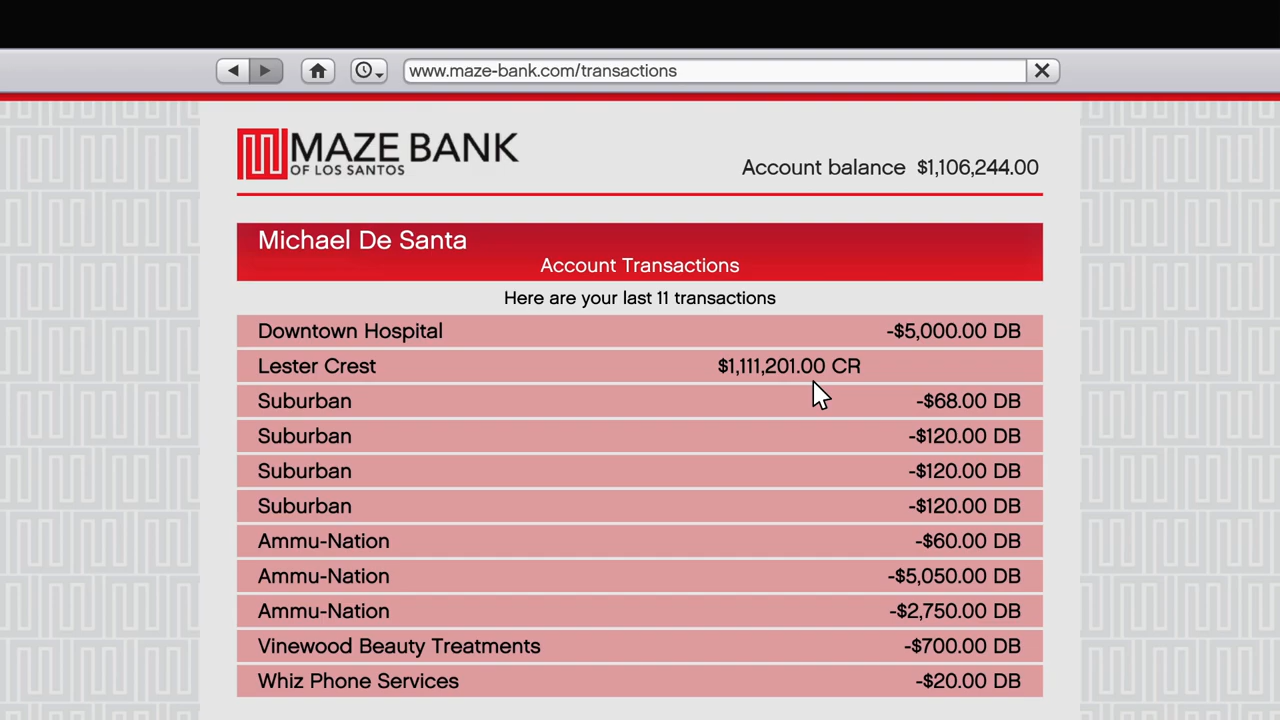 www.maze-bank.com/transactions
MAZE BANK
OF LOS SANTOS
Account balance $1,106,244.00
Michael De Santa
Account Transactions
Here are your last 11 transactions
Downtown Hospital -$5,000.00 DB
Lester Crest $1,111,201.00 CR
Suburban -$68.00 DB
Suburban -$120.00 DB
Suburban -$120.00 DB
Suburban -$120.00 DB
Ammu-Nation -$60.00 DB
Ammu-Nation -$5,050.00 DB
Ammu-Nation -$2,750.00 DB
Vinewood Beauty Treatments -$700.00 DB
Whiz Phone Services -$20.00 DB